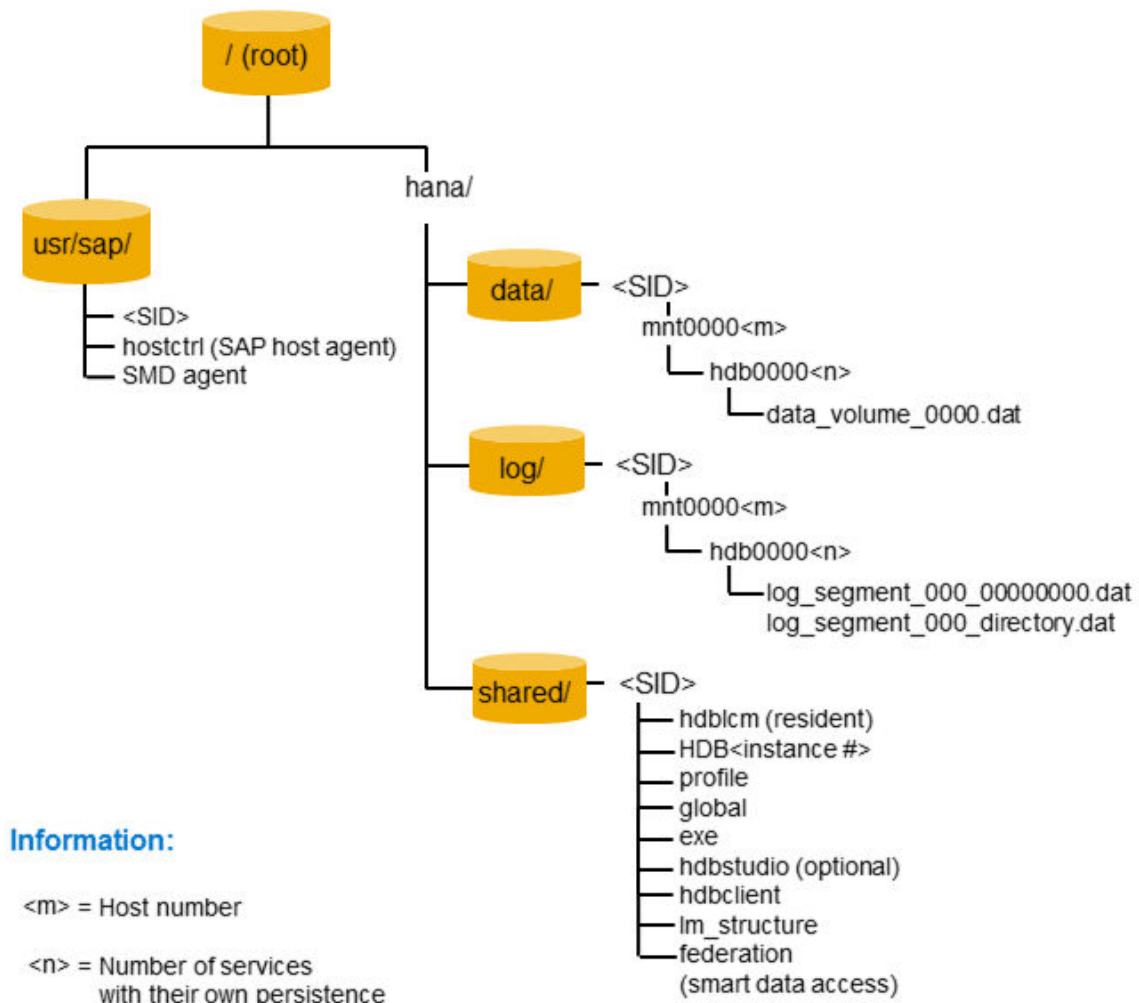 / (root)
hana/
usr/sap/
<SID>
hostctrl (SAP host agent)
SMD agent
data/
<SID>
mnt0000<m>
hdb0000<n>
data_volume_0000.dat
log/
<SID>
mnt0000<m>
hdb0000<n>
log_segment_000_00000000.dat
log_segment_000_directory.dat
shared/
<SID>
hdblcm (resident)
HDB<instance #>
profile
global
exe
hdbstudio (optional)
hdbclient
lm_structure
federation
(smart data access)
Information:
<m> = Host number
<n> = Number of services
with their own persistence